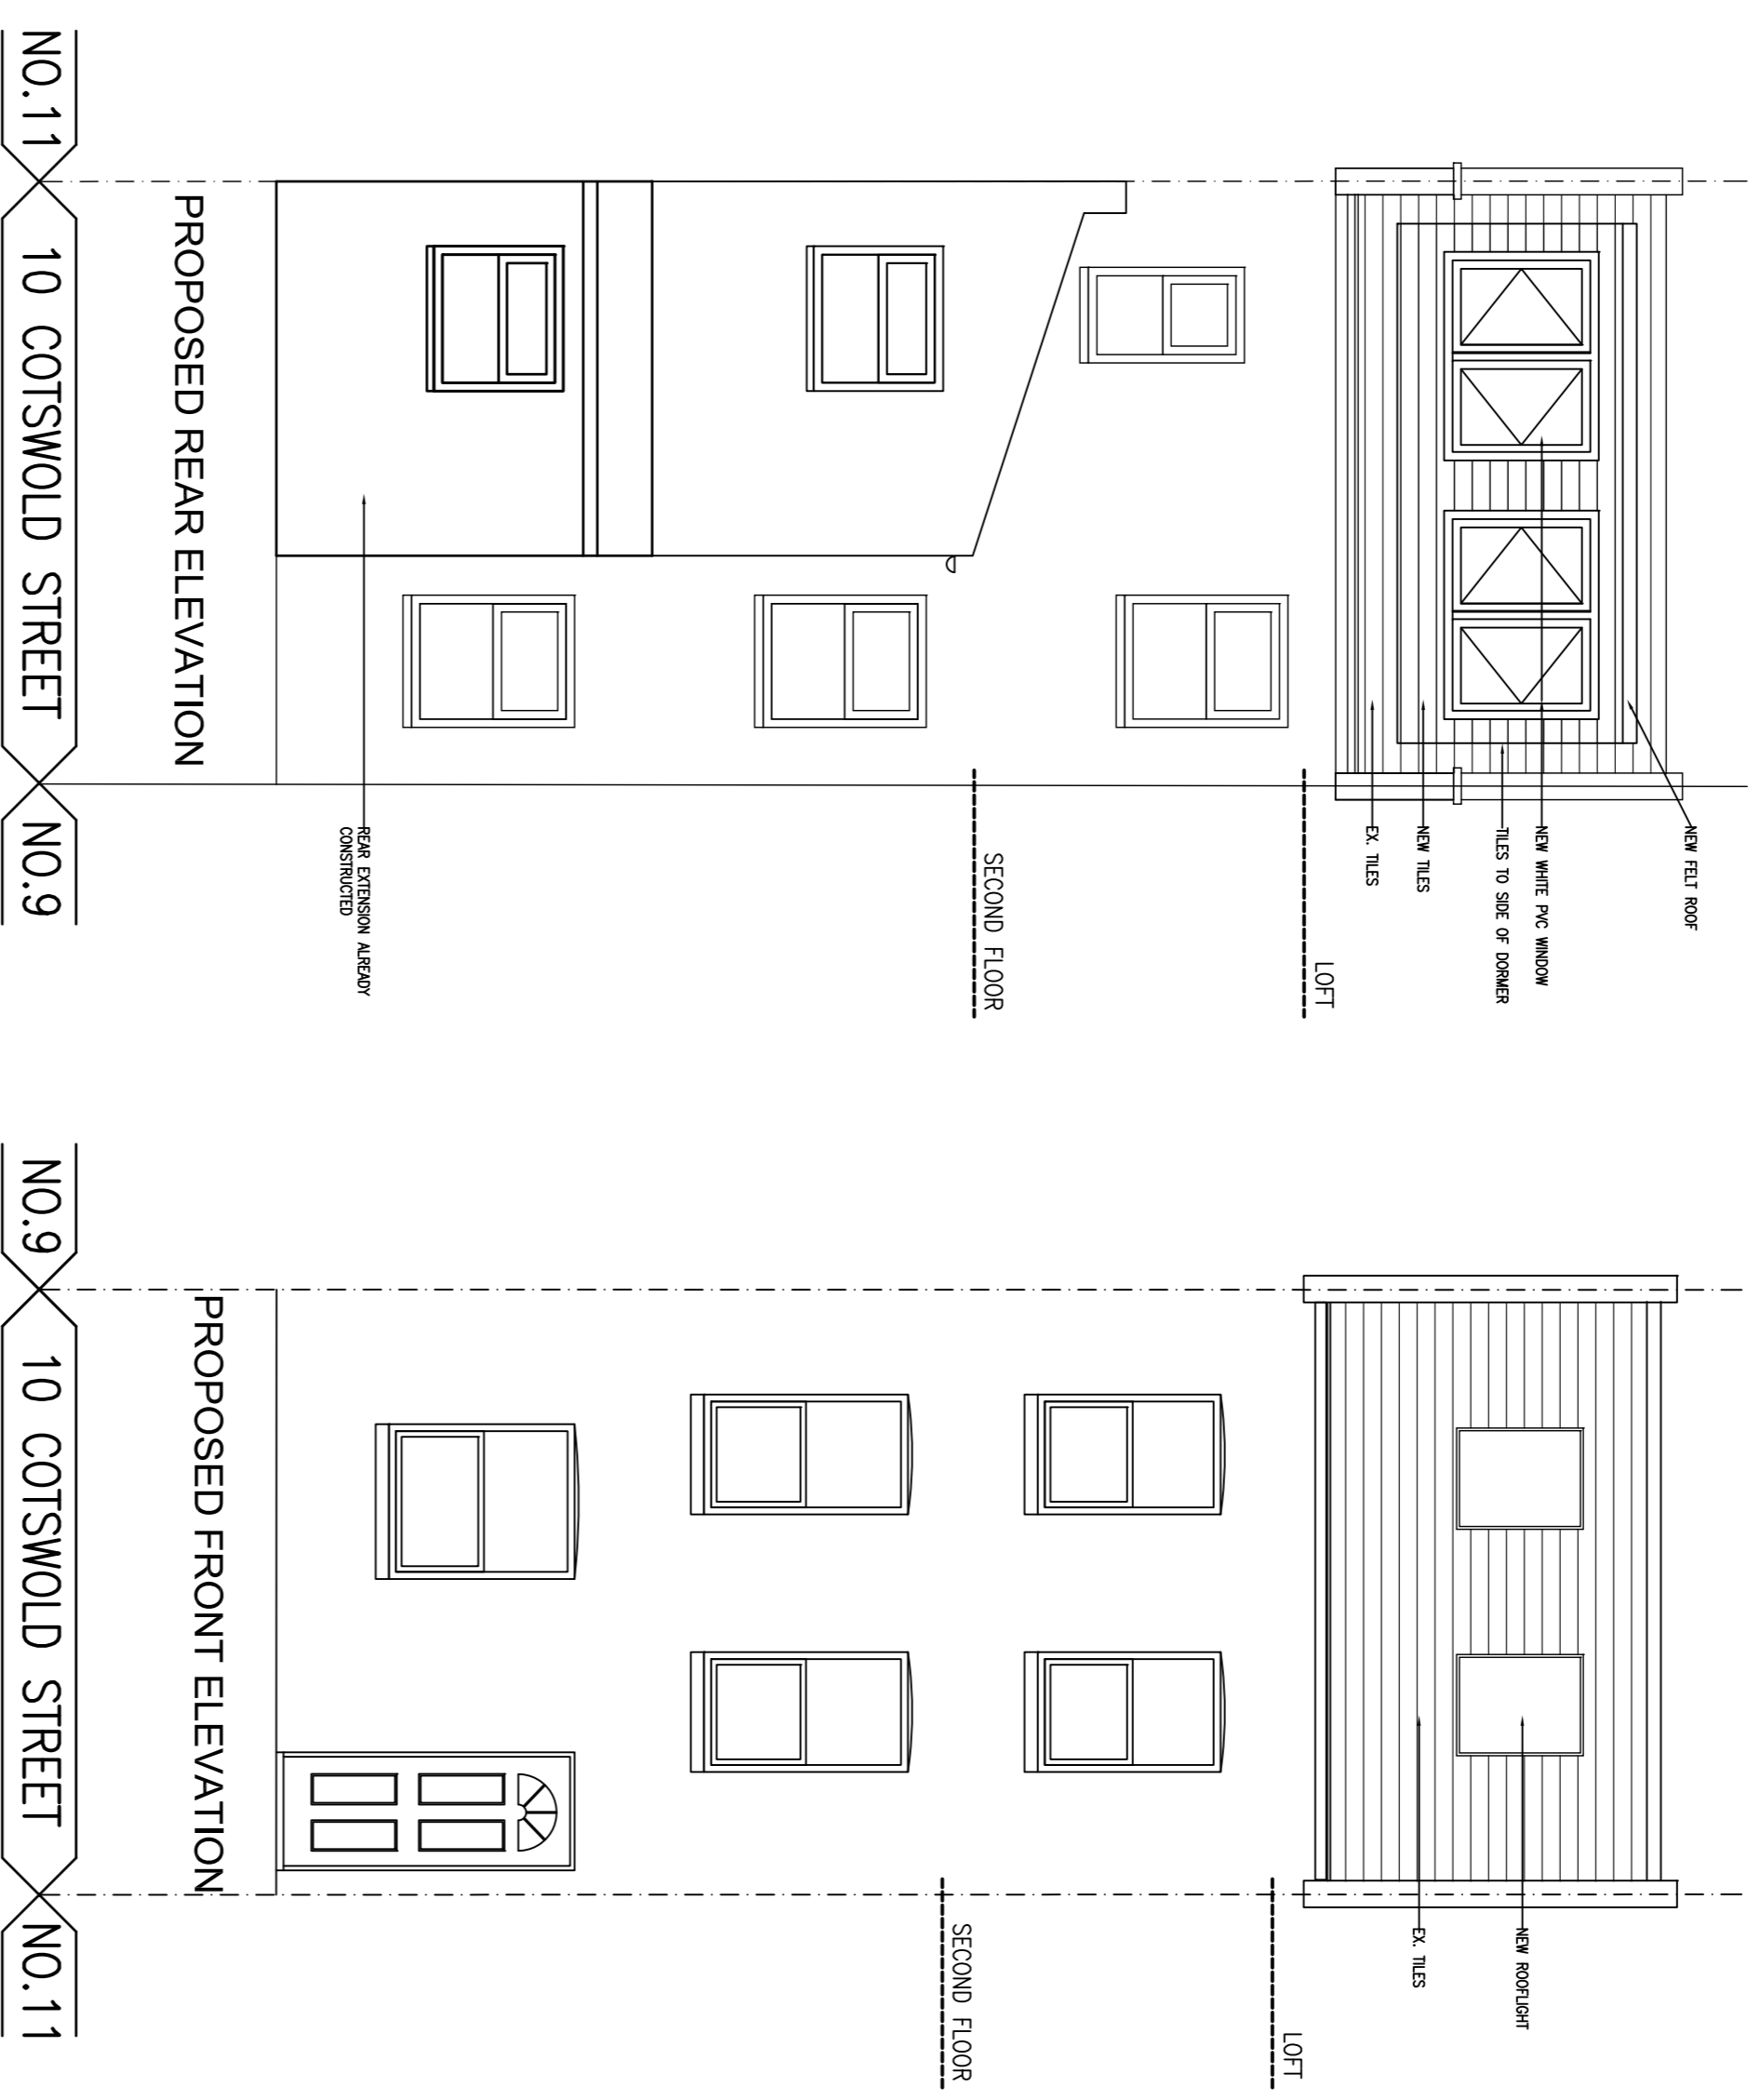 NEW FELT ROOF
NEW WHITE PVC WINDOW
TILES TO SIDE OF DORMER
NEW TILES
EX. TILES
LOFT
SECOND FLOOR
REAR EXTENSION ALREADY
CONSTRUCTED
PROPOSED REAR ELEVATION
NO.11
10 COTSWOLD STREET
NO.9
NEW ROOFLIGHT
EX. TILES
LOFT
SECOND FLOOR
PROPOSED FRONT ELEVATION
NO.9
10 COTSWOLD STREET
NO.11